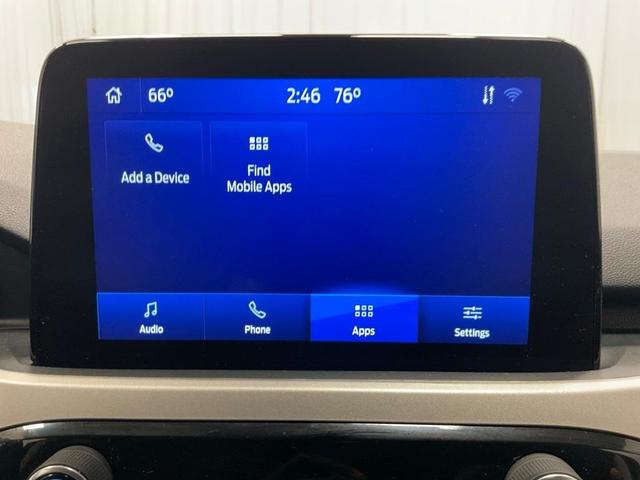 66° 2:46 76°
Add a Device
Find
Mobile Apps
Audio Phone Apps Settings